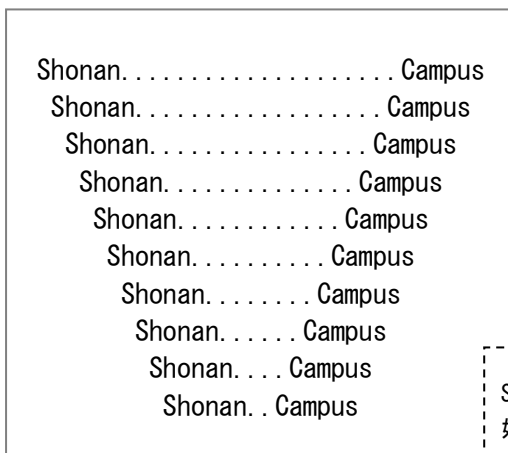 Shonan....................Campus
Shonan..................Campus
Shonan................Campus
Shonan..............Campus
Shonan............Campus
Shonan..........Campus
Shonan........Campus
Shonan......Campus
Shonan....Campus
Shonan..Campus